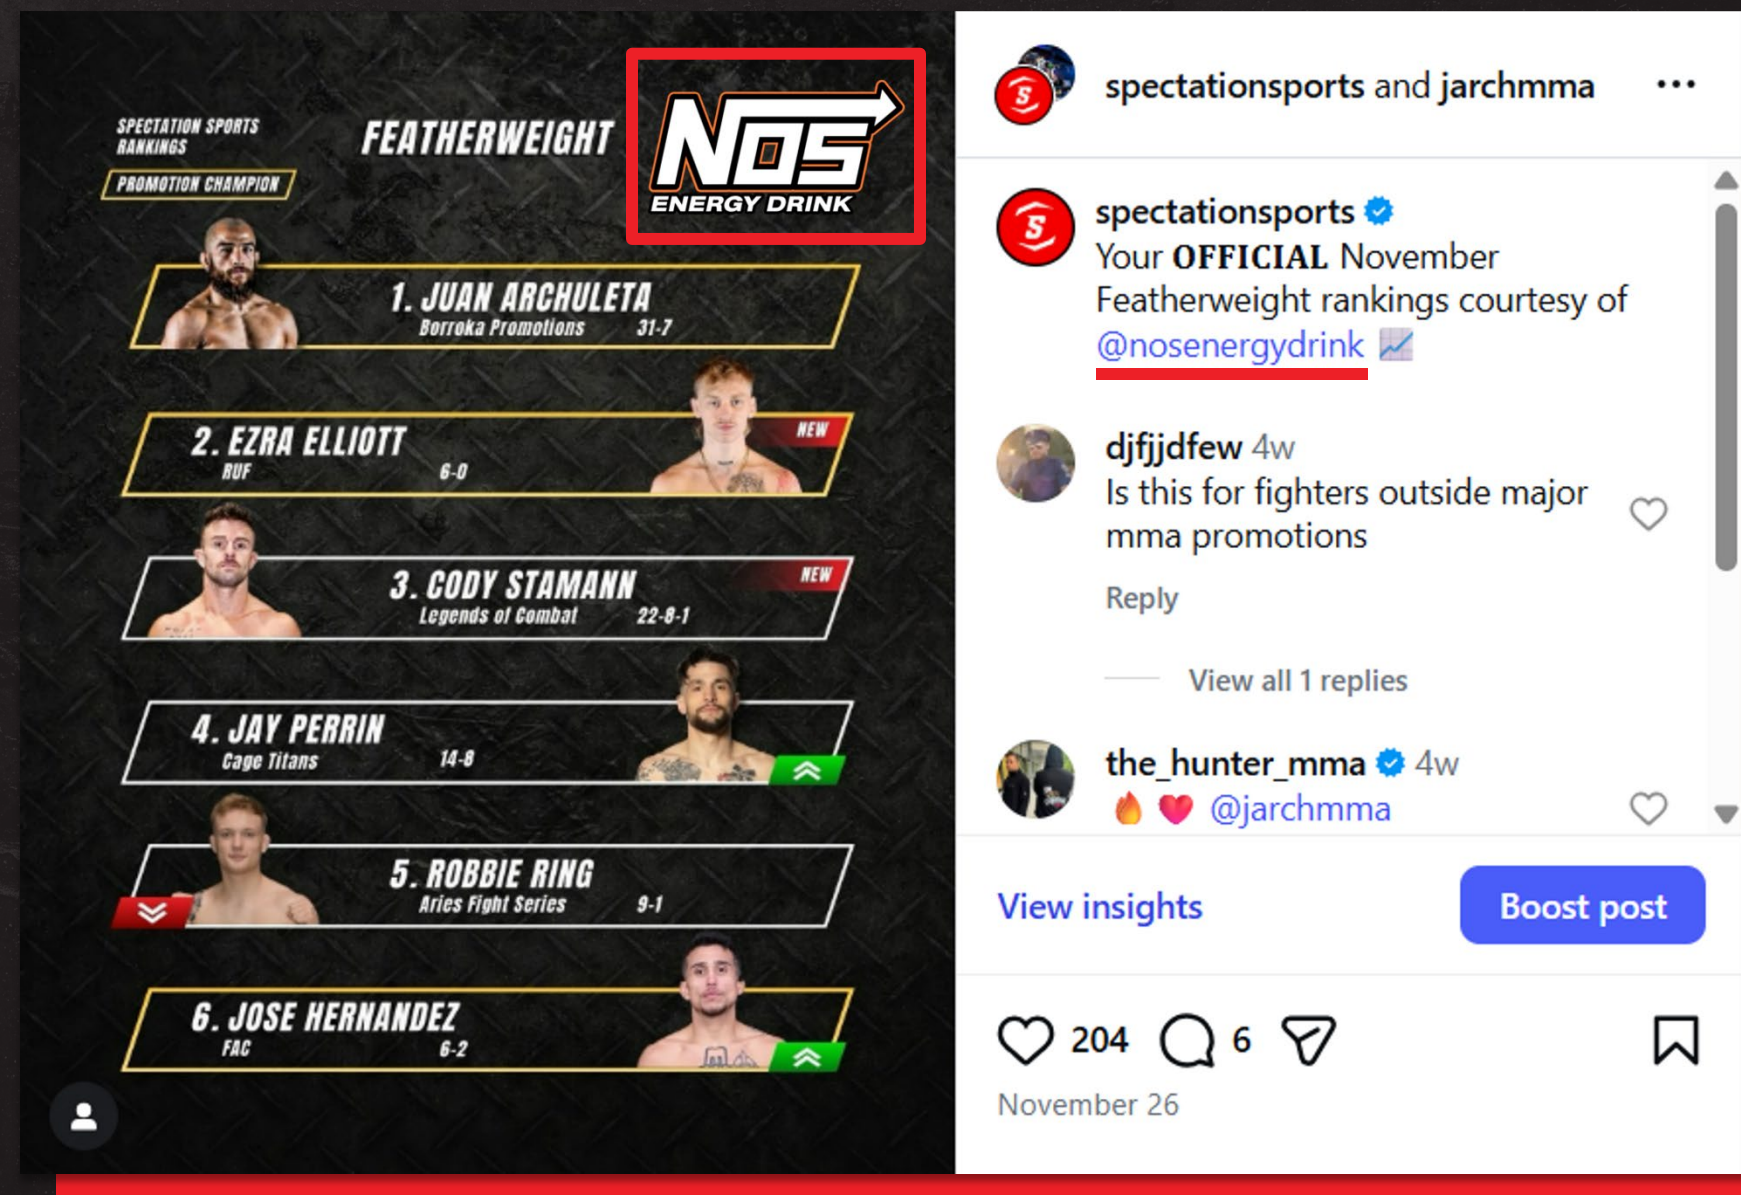 SPECTATION SPORTS
RANKINGS
PROMOTION CHAMPION
FEATHERWEIGHT
NOS
ENERGY DRINK
1. JUAN ARCHULETA
Borroka Promotions 31-7
2. EZRA ELLIOTT
NEW
RUF 6-0
3. CODY STAMANN
NEW
Legends of Combat 22-8-1
4. JAY PERRIN
Cage Titans 14-8
5. ROBBIE RING
Aries Fight Series 9-1
6. JOSE HERNANDEZ
FAC 6-2
S
spectationsports and jarchmma
S
spectationsports
Your OFFICIAL November
Featherweight rankings courtesy of
@nosenergydrink
djfjjdfew 4w
Is this for fighters outside major
mma promotions
Reply
View all 1 replies
the_hunter_mma 4w
🔥 ❤️ @jarchmma
View insights
Boost post
204 6
November 26